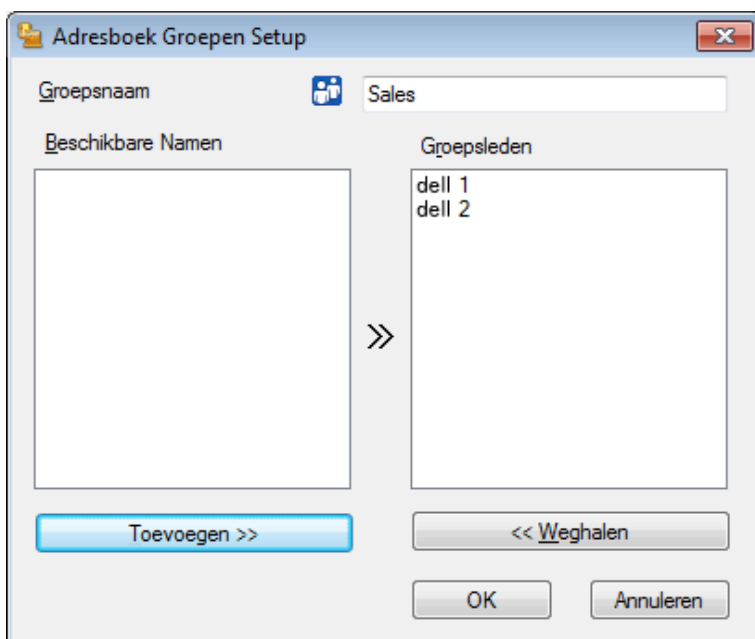 Adresboek Groepen Setup
Groepsnaam
Sales
Beschikbare Namen
Groepsleden
dell 1
dell 2
>>
Toevoegen >>
<< Weghalen
OK
Annuleren